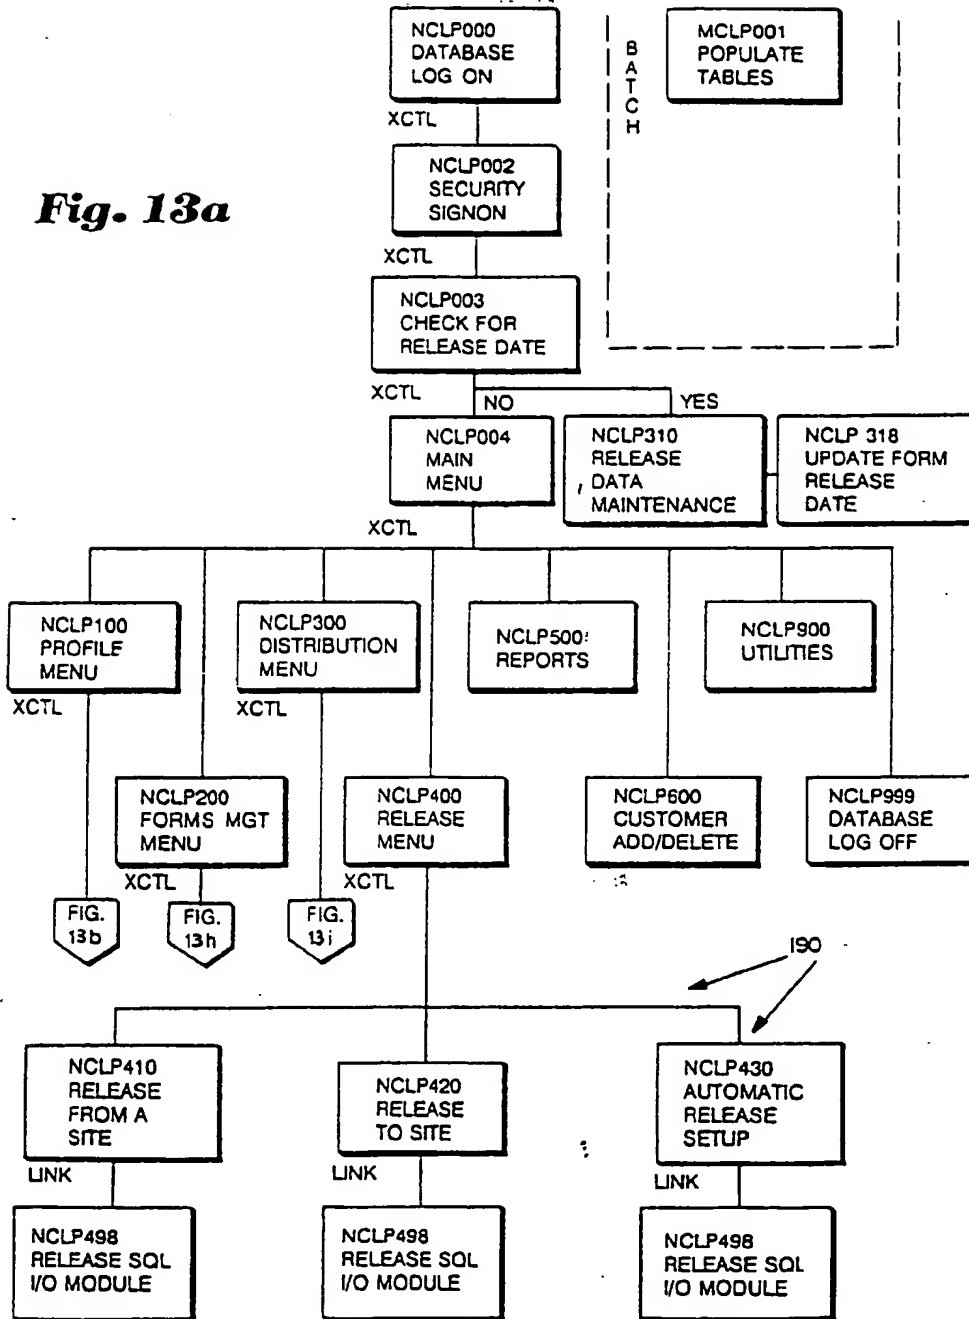 NCLP000
DATABASE
LOG ON
B
A
T
C
H
MCLP001
POPULATE
TABLES
XCTL
NCLP002
SECURITY
SIGNON
Fig. 13a
XCTL
NCLP003
CHECK FOR
RELEASE DATE
XCTL
NO
YES
NCLP004
MAIN
MENU
NCLP310
RELEASE
DATA
MAINTENANCE
NCLP 318
UPDATE FORM
RELEASE
DATE
XCTL
NCLP100
PROFILE
MENU
NCLP300
DISTRIBUTION
MENU
NCLP500
REPORTS
NCLP900
UTILITIES
XCTL
XCTL
NCLP200
FORMS MGT
MENU
NCLP400
RELEASE
MENU
NCLP600
CUSTOMER
ADD/DELETE
NCLP999
DATABASE
LOG OFF
XCTL
XCTL
FIG.
13b
FIG.
13h
FIG.
13i
190
NCLP410
RELEASE
FROM A
SITE
NCLP420
RELEASE
TO SITE
NCLP430
AUTOMATIC
RELEASE
SETUP
LINK
LINK
LINK
NCLP498
RELEASE SQL
I/O MODULE
NCLP498
RELEASE SQL
I/O MODULE
NCLP498
RELEASE SQL
I/O MODULE